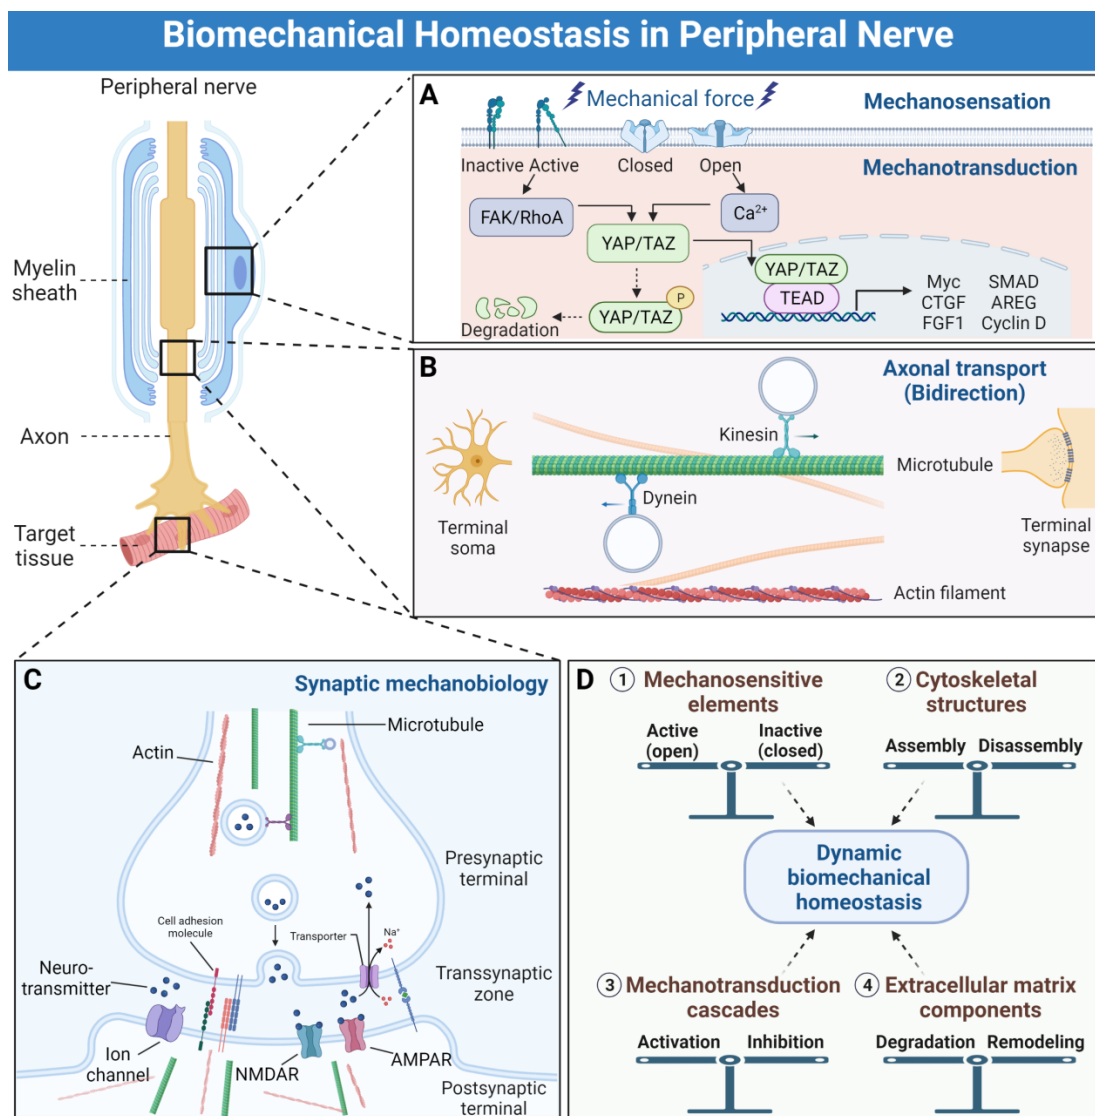 Biomechanical Homeostasis in Peripheral Nerve
Peripheral nerve
Myelin
sheath
Axon
Target
tissue
A
Mechanical force
Mechanosensation
Inactive Active
Closed
Open
Mechanotransduction
FAK/RhoA
Ca²⁺
YAP/TAZ
YAP/TAZ
TEAD
P
YAP/TAZ
Degradation
Myc
CTGF
FGF1
SMAD
AREG
Cyclin D
B
Axonal transport
(Bidirection)
Kinesin
Microtubule
Dynein
Terminal
soma
Terminal
synapse
Actin filament
C
Synaptic mechanobiology
Microtubule
Actin
Presynaptic
terminal
Cell adhesion
molecule
Transporter
Na⁺
Neuro-
transmitter
Transsynaptic
zone
Ion
channel
NMDAR
AMPAR
Postsynaptic
terminal
D
1 Mechanosensitive
elements
Active
(open)
Inactive
(closed)
2 Cytoskeletal
structures
Assembly Disassembly
Dynamic
biomechanical
homeostasis
3 Mechanotransduction
cascades
Activation Inhibition
4 Extracellular matrix
components
Degradation Remodeling